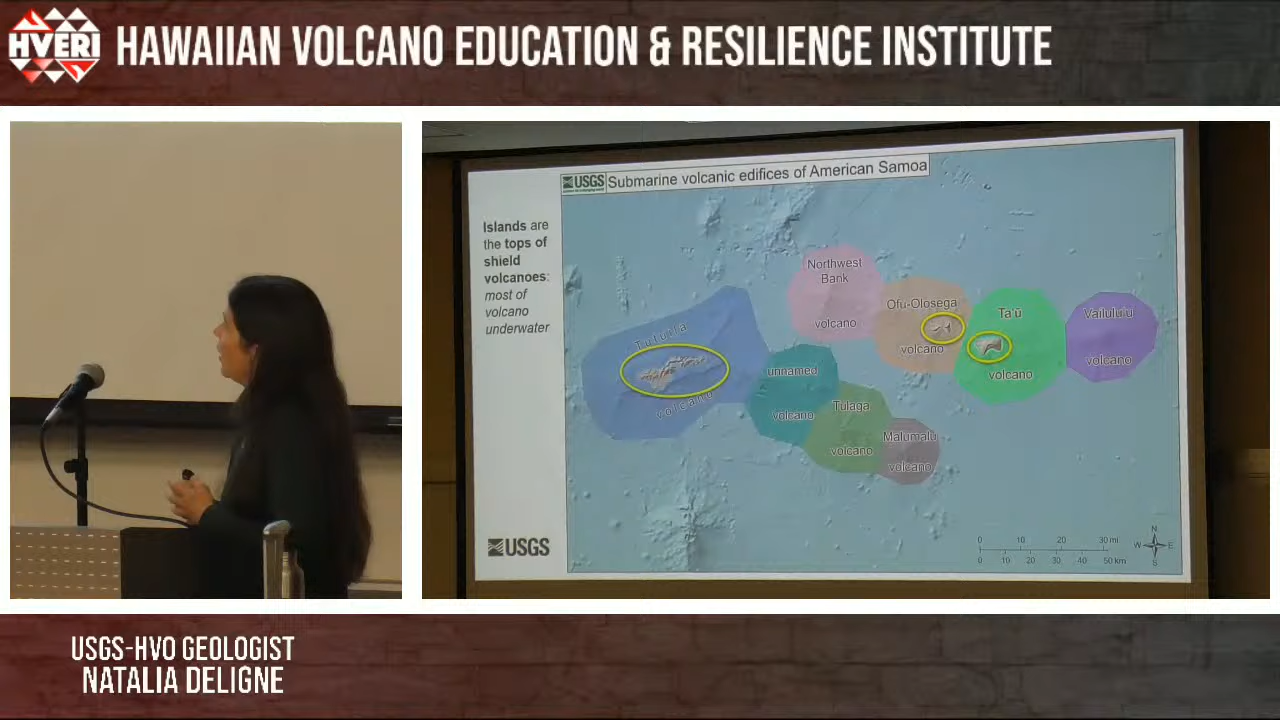 HVERI
HAWAIIAN VOLCANO EDUCATION & RESILIENCE INSTITUTE
USGS
Submarine volcanic edifices of American Samoa
Islands are
the tops of
shield
volcanoes:
most of
volcano
underwater
Northwest
Bank
volcano
Ofu-Olosega
volcano
Ta'ū
volcano
Vailulu'u
volcano
Tutuila
volcano
unnamed
volcano
Tulaga
volcano
Malumalu
volcano
USGS
0 10 20 30 mi
0 10 20 30 40 50 km
N
W E
S
USGS-HVO GEOLOGIST
NATALIA DELIGNE